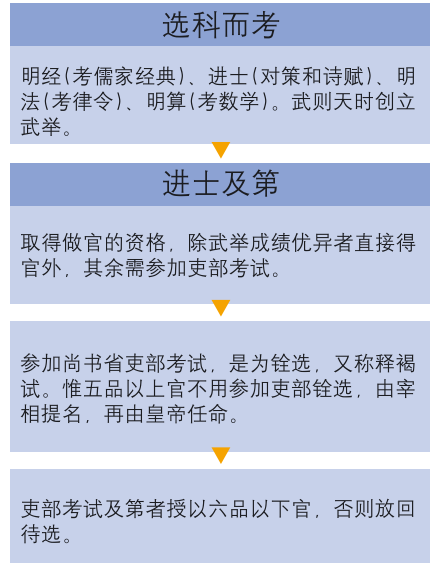 选科而考
明经(考儒家经典)、进士(对策和诗赋)、明
法(考律令)、明算(考数学)。武则天时创立
武举。
进士及第
取得做官的资格，除武举成绩优异者直接得
官外，其余需参加吏部考试。
参加尚书省吏部考试，是为铨选，又称释褐
试。惟五品以上官不用参加吏部铨选，由宰
相提名，再由皇帝任命。
吏部考试及第者授以六品以下官，否则放回
待选。